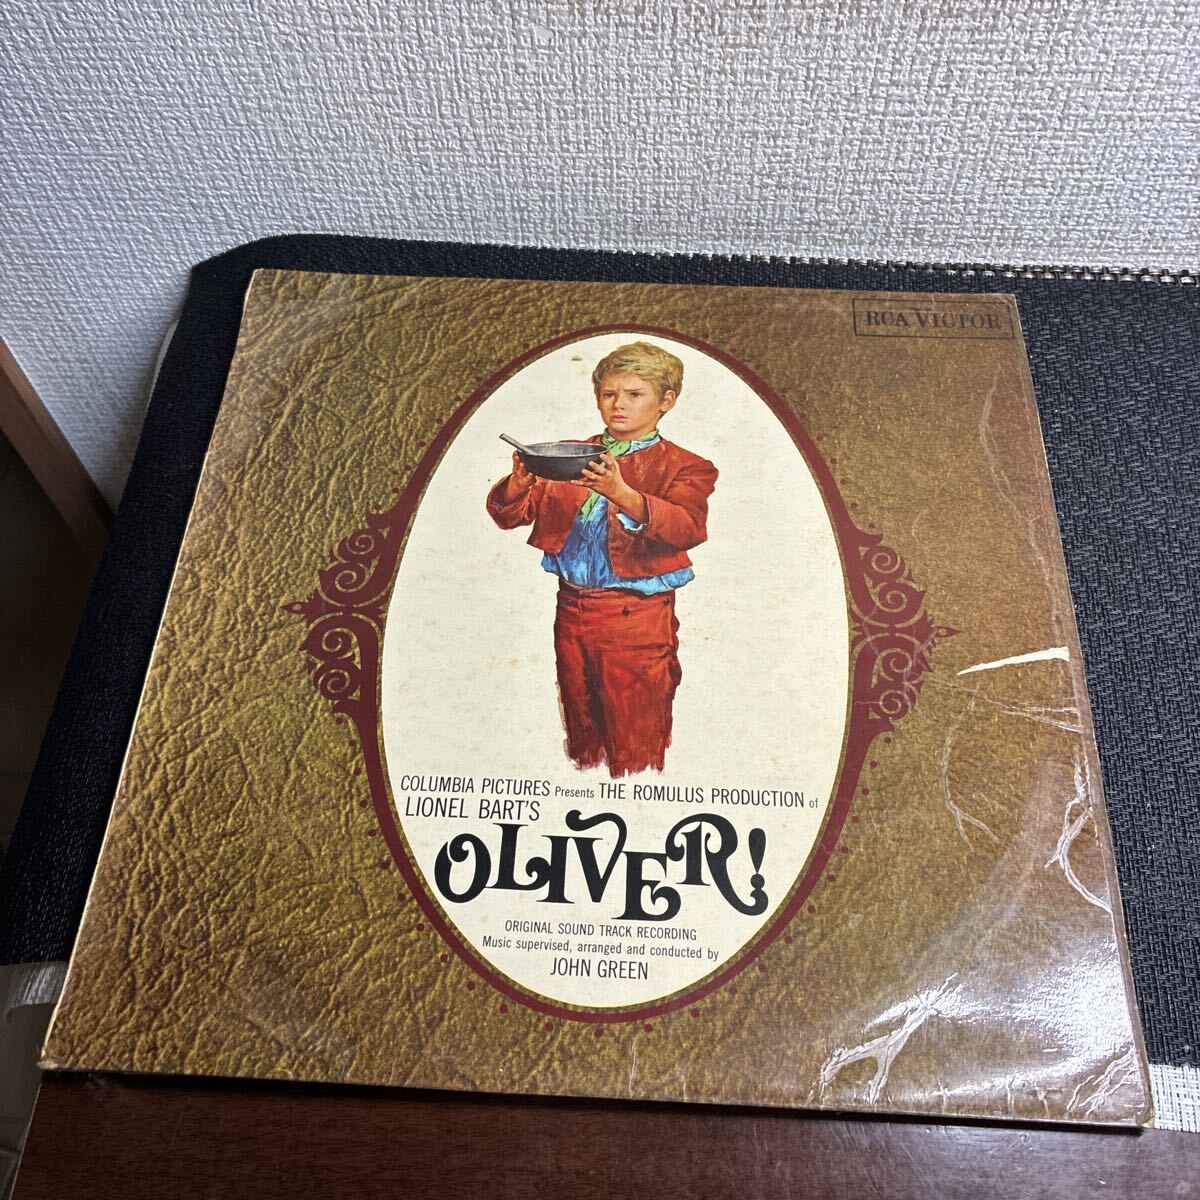 RCA VICTOR
COLUMBIA PICTURES Presents THE ROMULUS PRODUCTION of
LIONEL BART'S
OLIVER!
ORIGINAL SOUND TRACK RECORDING
Music supervised, arranged and conducted by
JOHN GREEN